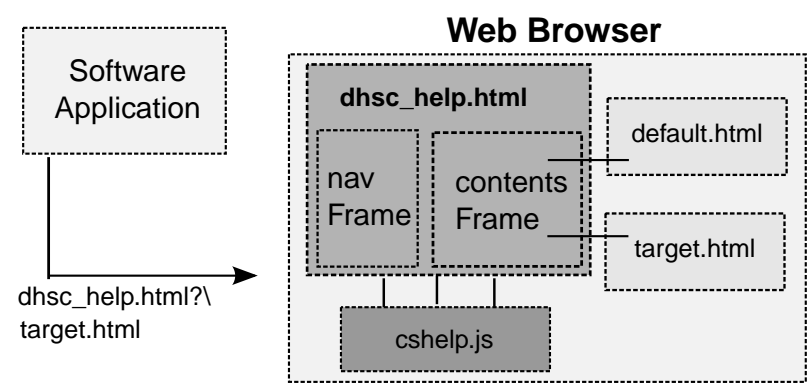 Web Browser
Software
Application
dhsc_help.html
nav
Frame
contents
Frame
default.html
target.html
dhsc_help.html?\
target.html
cshelp.js